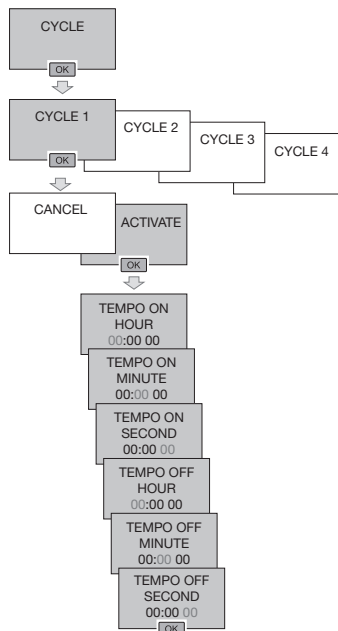 CYCLE
OK
CYCLE 1
CYCLE 2
CYCLE 3
CYCLE 4
OK
CANCEL
ACTIVATE
OK
TEMPO ON
HOUR
00:00 00
TEMPO ON
MINUTE
00:00 00
TEMPO ON
SECOND
00:00 00
TEMPO OFF
HOUR
00:00 00
TEMPO OFF
MINUTE
00:00 00
TEMPO OFF
SECOND
00:00 00
OK